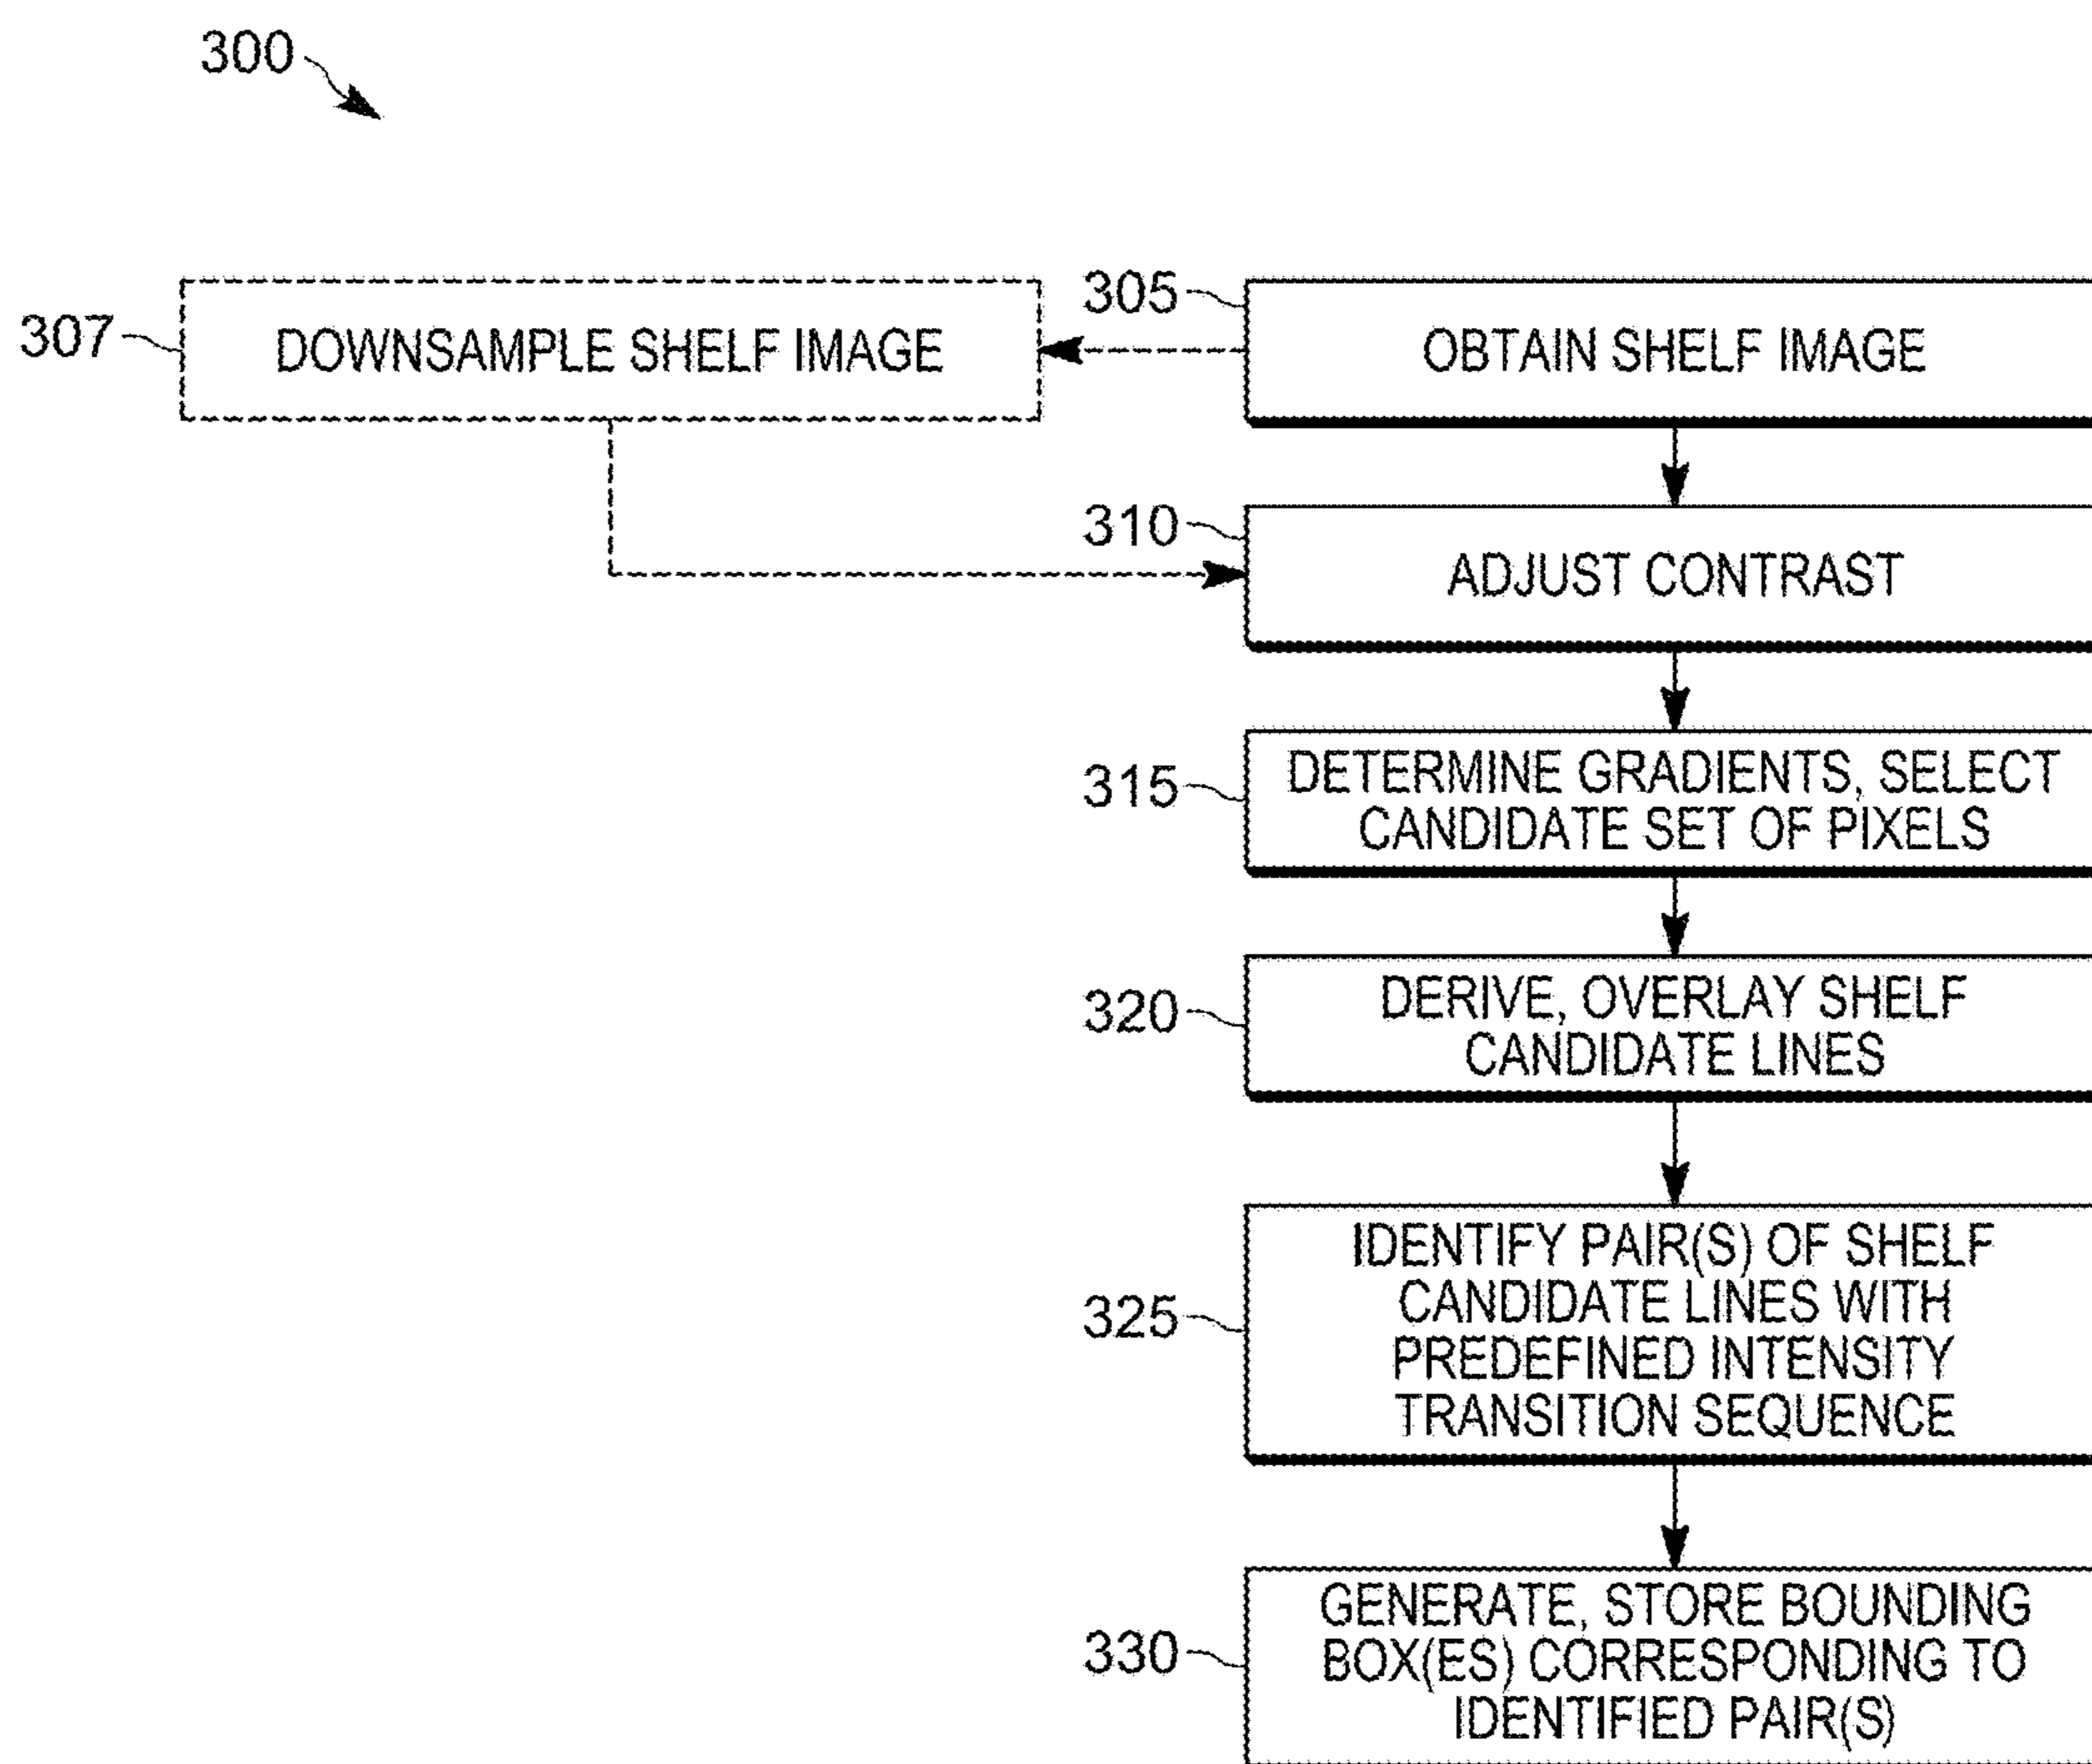 300
305
OBTAIN SHELF IMAGE
307
DOWNSAMPLE SHELF IMAGE
310
ADJUST CONTRAST
315
DETERMINE GRADIENTS, SELECT
CANDIDATE SET OF PIXELS
320
DERIVE, OVERLAY SHELF
CANDIDATE LINES
325
IDENTIFY PAIR(S) OF SHELF
CANDIDATE LINES WITH
PREDEFINED INTENSITY
TRANSITION SEQUENCE
330
GENERATE, STORE BOUNDING
BOX(ES) CORRESPONDING TO
IDENTIFIED PAIR(S)